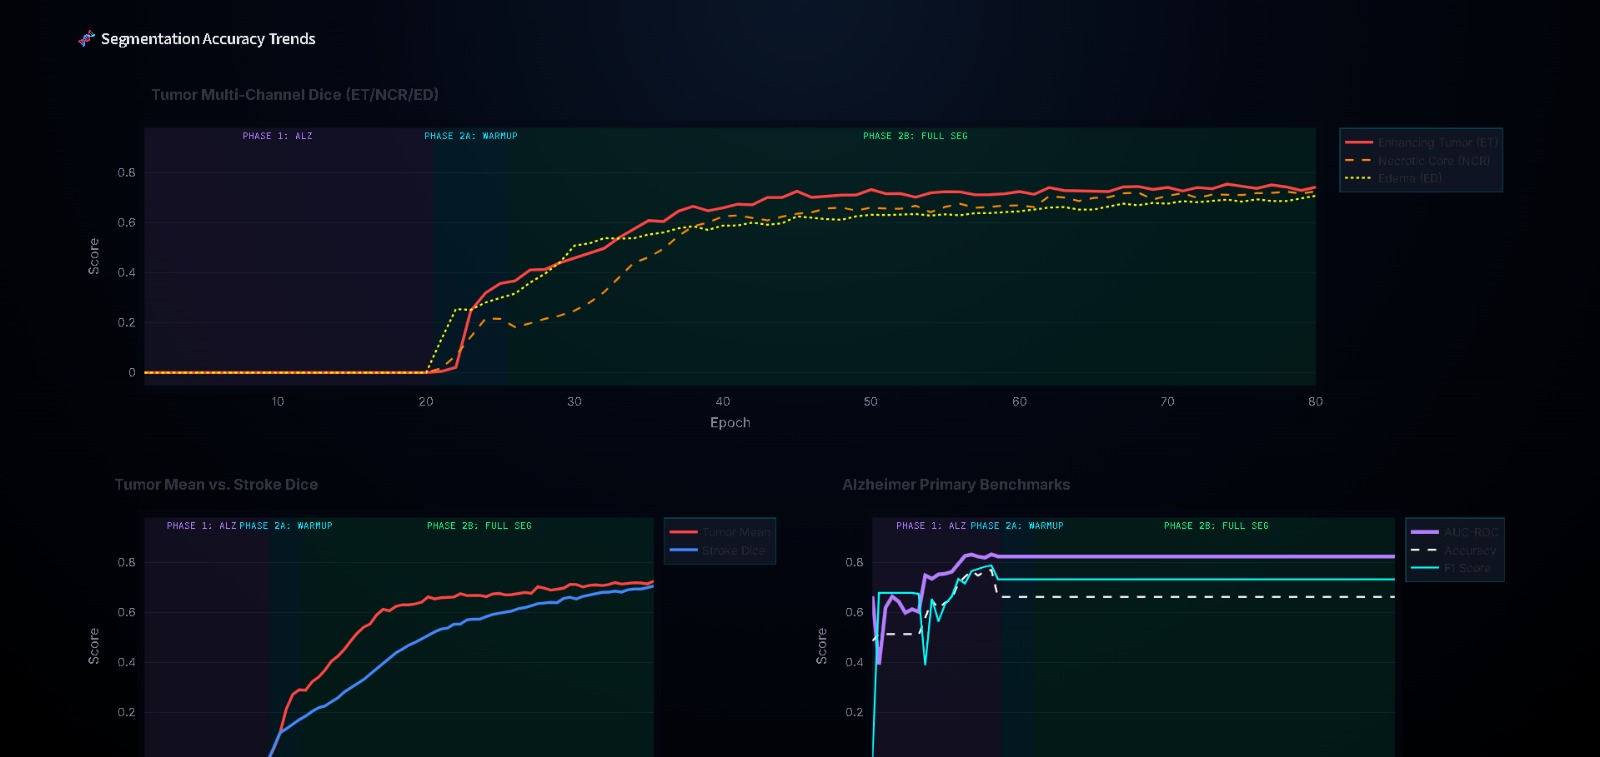 Segmentation Accuracy Trends
Tumor Multi-Channel Dice (ET/NCR/ED)
PHASE 1: ALZ
PHASE 2A: WARMUP
PHASE 2B: FULL SEG
Enhancing Tumor (ET)
Necrotic Core (NCR)
Edema (ED)
0.8
0.6
0.4
0.2
0
Score
10
20
30
40
50
60
70
80
Epoch
Tumor Mean vs. Stroke Dice
PHASE 1: ALZ
PHASE 2A: WARMUP
PHASE 2B: FULL SEG
Tumor Mean
Stroke Dice
0.8
0.6
0.4
0.2
Score
Alzheimer Primary Benchmarks
PHASE 1: ALZ
PHASE 2A: WARMUP
PHASE 2B: FULL SEG
AUC-ROC
Accuracy
F1 Score
0.8
0.6
0.4
0.2
Score